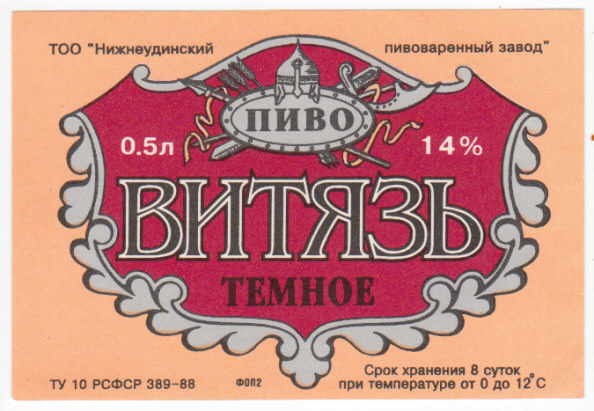 ТОО "Нижнеудинский пивоваренный завод"
ПИВО
0.5л 14%
ВИТЯЗЬ
ТЕМНОЕ
Срок хранения 8 суток
ТУ 10 РСФСР 389-88 ФОП2 при температуре от 0 до 12°С